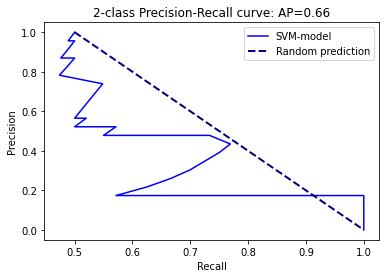 2-class Precision-Recall curve: AP=0.66
SVM-model
Random prediction
Precision
1.0
0.8
0.6
0.4
0.2
0.0
0.5
0.6
0.7
0.8
0.9
1.0
Recall